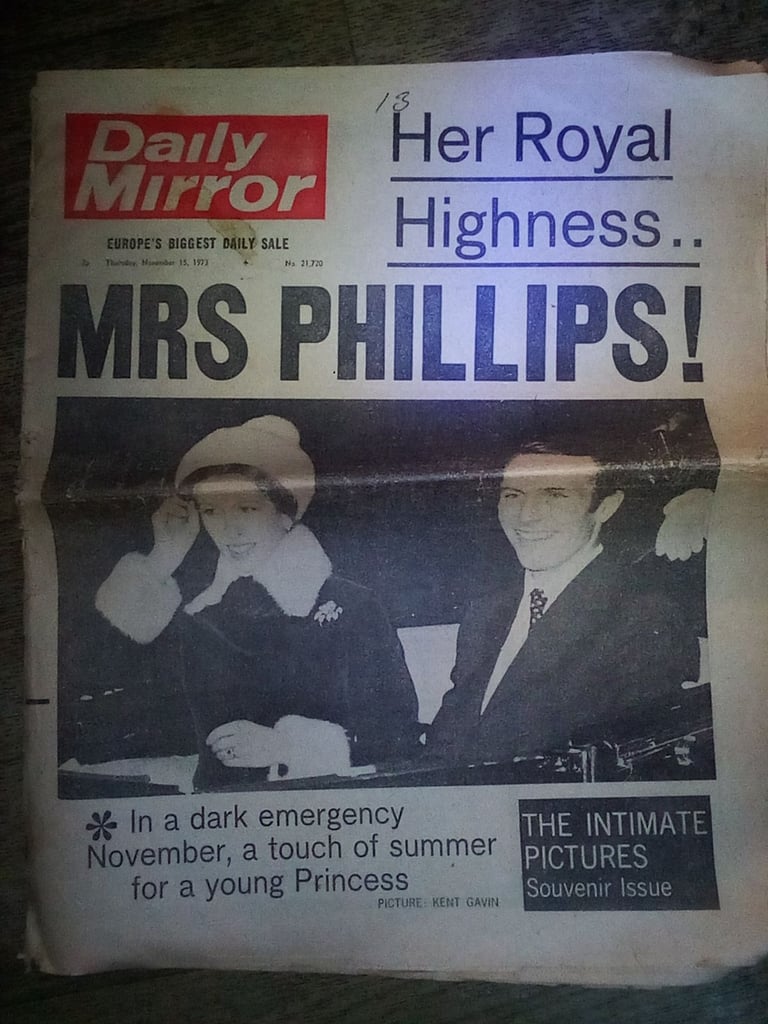 13
Daily
Mirror
EUROPE'S BIGGEST DAILY SALE
Thursday, November 15, 1973 + No. 21,720
Her Royal
Highness..
MRS PHILLIPS!
* In a dark emergency
November, a touch of summer
for a young Princess
PICTURE: KENT GAVIN
THE INTIMATE
PICTURES
Souvenir Issue